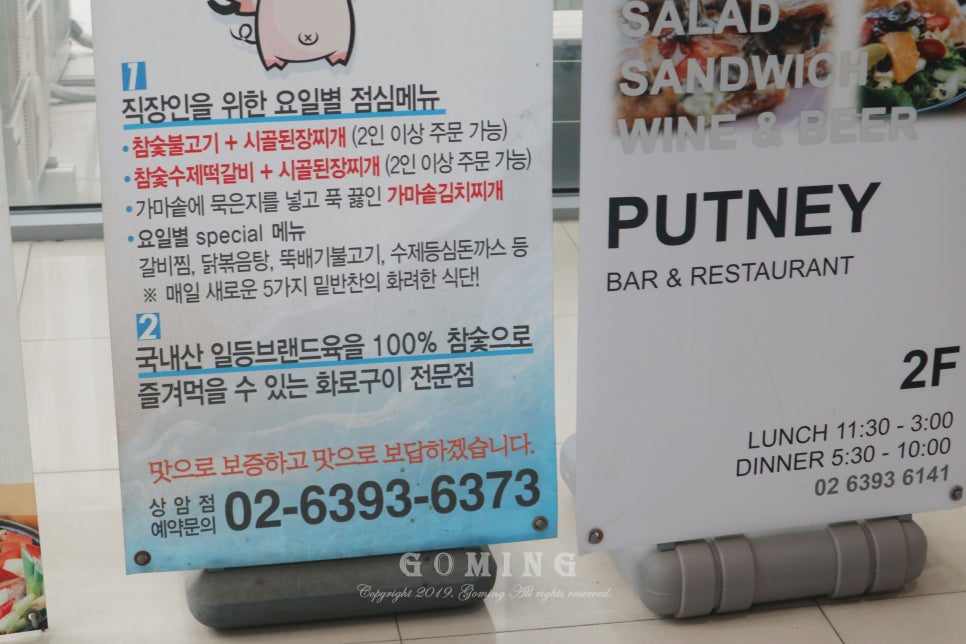 1
직장인을 위한 요일별 점심메뉴
•참숯불고기 + 시골된장찌개 (2인 이상 주문 가능)
•참숯수제떡갈비 + 시골된장찌개 (2인 이상 주문 가능)
•가마솥에 묵은지를 넣고 푹 끓인 가마솥김치찌개
•요일별 special 메뉴
갈비찜, 닭볶음탕, 뚝배기불고기, 수제등심돈까스 등
※ 매일 새로운 5가지 밑반찬의 화려한 식단!
2
국내산 일등브랜드육을 100% 참숯으로
즐겨먹을 수 있는 화로구이 전문점
맛으로 보증하고 맛으로 보답하겠습니다.
상암점
예약문의 02-6393-6373
SALAD
SANDWICH
WINE & BEER
PUTNEY
BAR & RESTAURANT
2F
LUNCH 11:30 - 3:00
DINNER 5:30 - 10:00
02 6393 6141
GOMING
Copyright 2019. Goming All rights reserved.